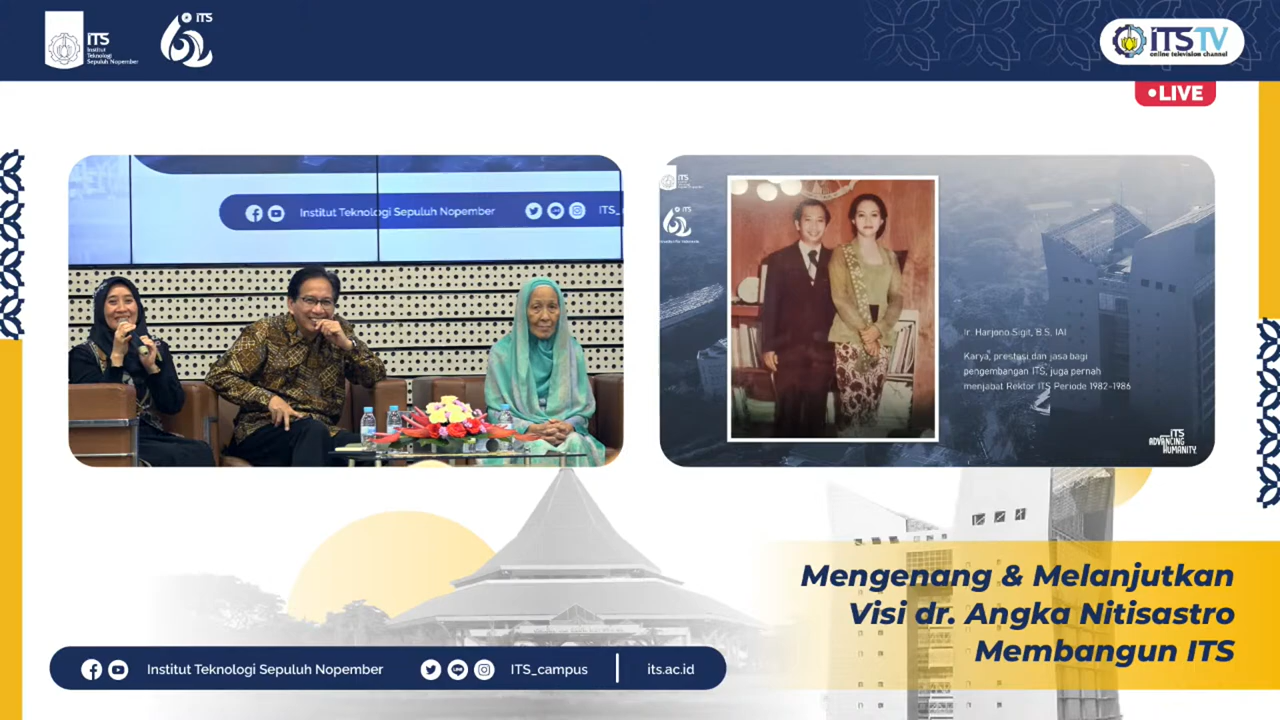 ITS
Institut
Teknologi
Sepuluh Nopember
ITS
iTSTV
online television channel
LIVE
Institut Teknologi Sepuluh Nopember
ITS_
ITS
ITS
Ir. Harjono Sigit, B.S, IAI
Karya, prestasi dan jasa bagi
pengembangan ITS, juga pernah
menjabat Rektor ITS Periode 1982-1986
iTS
ADVANCING
HUMANITY.
Mengenang & Melanjutkan
Visi dr. Angka Nitisastro
Membangun ITS
Institut Teknologi Sepuluh Nopember
ITS_campus
its.ac.id